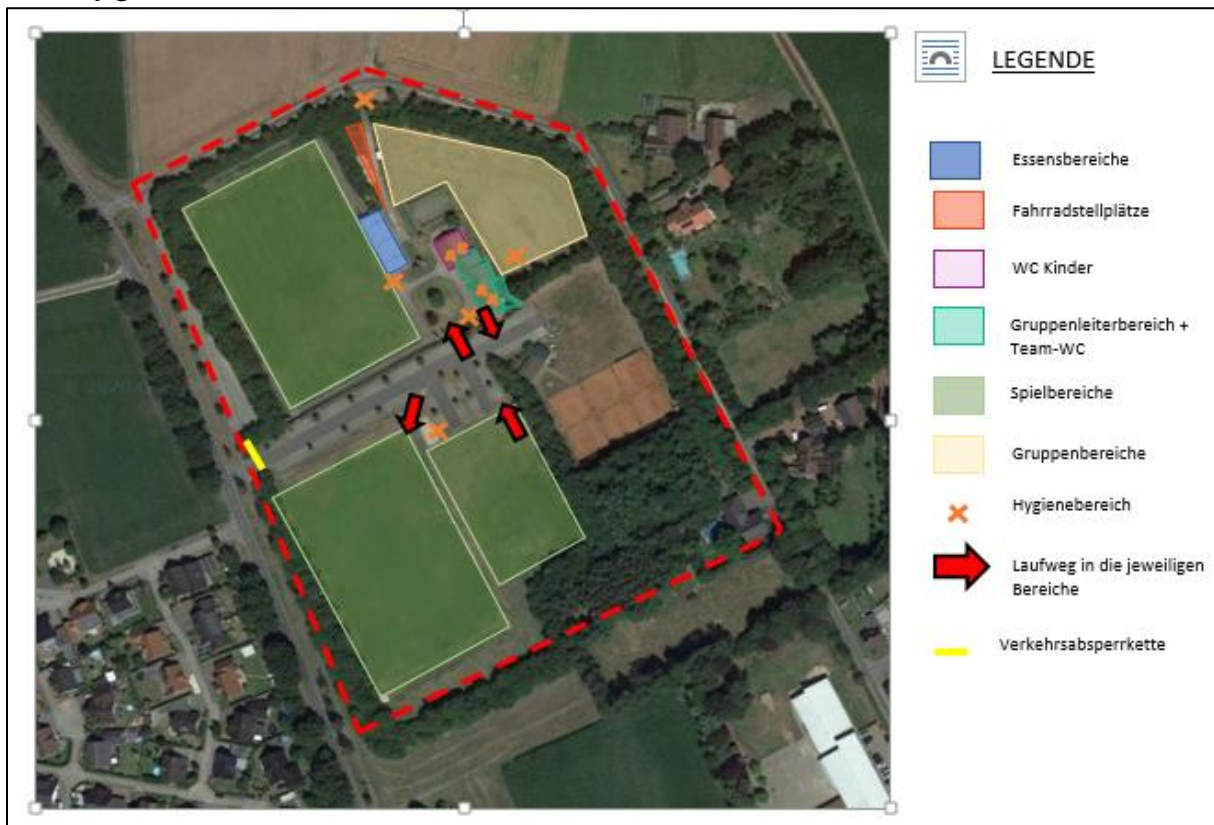 LEGENDE
Essensbereiche
Fahrradstellplätze
WC Kinder
Gruppenleiterbereich +
Team-WC
Spielbereiche
Gruppenbereiche
Hygienebereich
Laufweg in die jeweiligen
Bereiche
Verkehrsabsperrkette